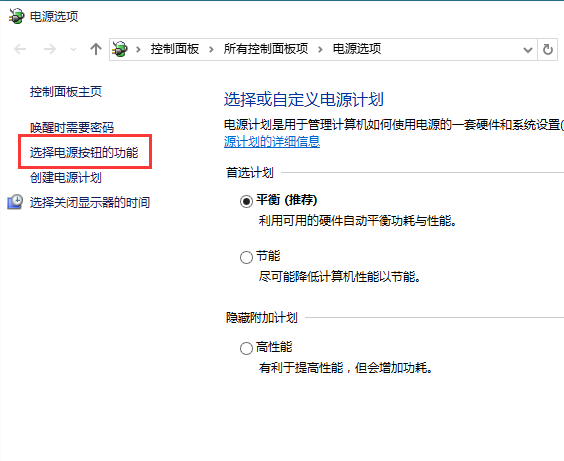 电源选项
控制面板 › 所有控制面板项 › 电源选项
控制面板主页
唤醒时需要密码
选择电源按钮的功能
创建电源计划
选择关闭显示器的时间
选择或自定义电源计划
电源计划是用于管理计算机如何使用电源的一套硬件和系统设置(
源计划的详细信息
首选计划
平衡 (推荐)
利用可用的硬件自动平衡功耗与性能。
节能
尽可能降低计算机性能以节能。
隐藏附加计划
高性能
有利于提高性能，但会增加功耗。